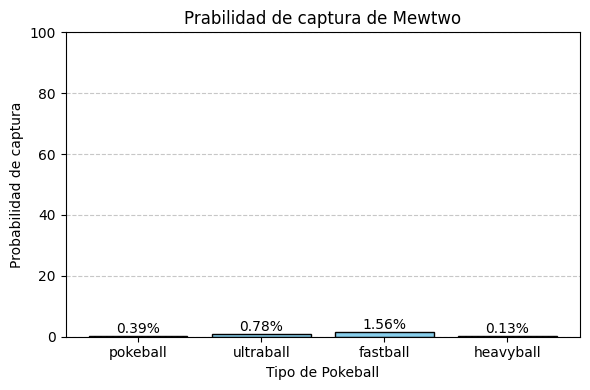 Prabilidad de captura de Mewtwo
Probabilidad de captura
100
80
60
40
20
0
0.39%
0.78%
1.56%
0.13%
pokeball
ultraball
fastball
heavyball
Tipo de Pokeball